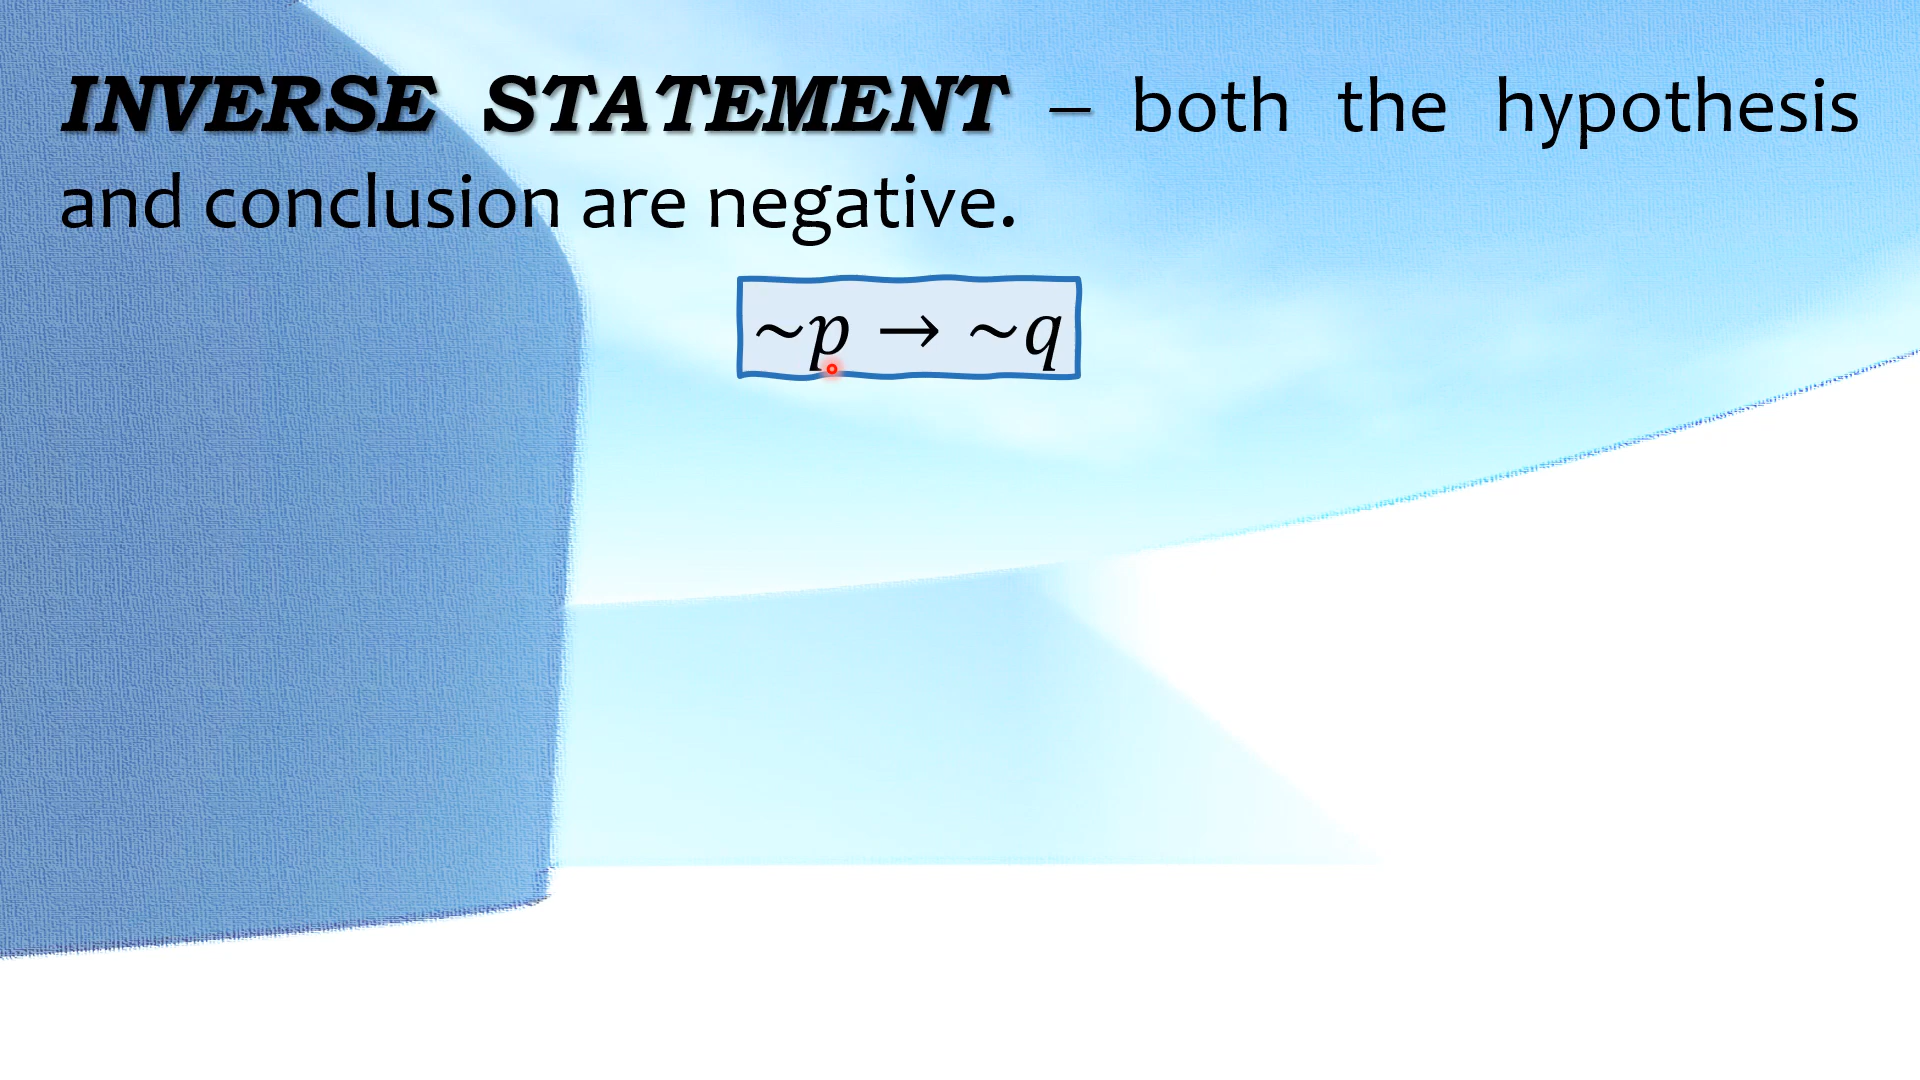 INVERSE STATEMENT – both the hypothesis
and conclusion are negative.
~p → ~q